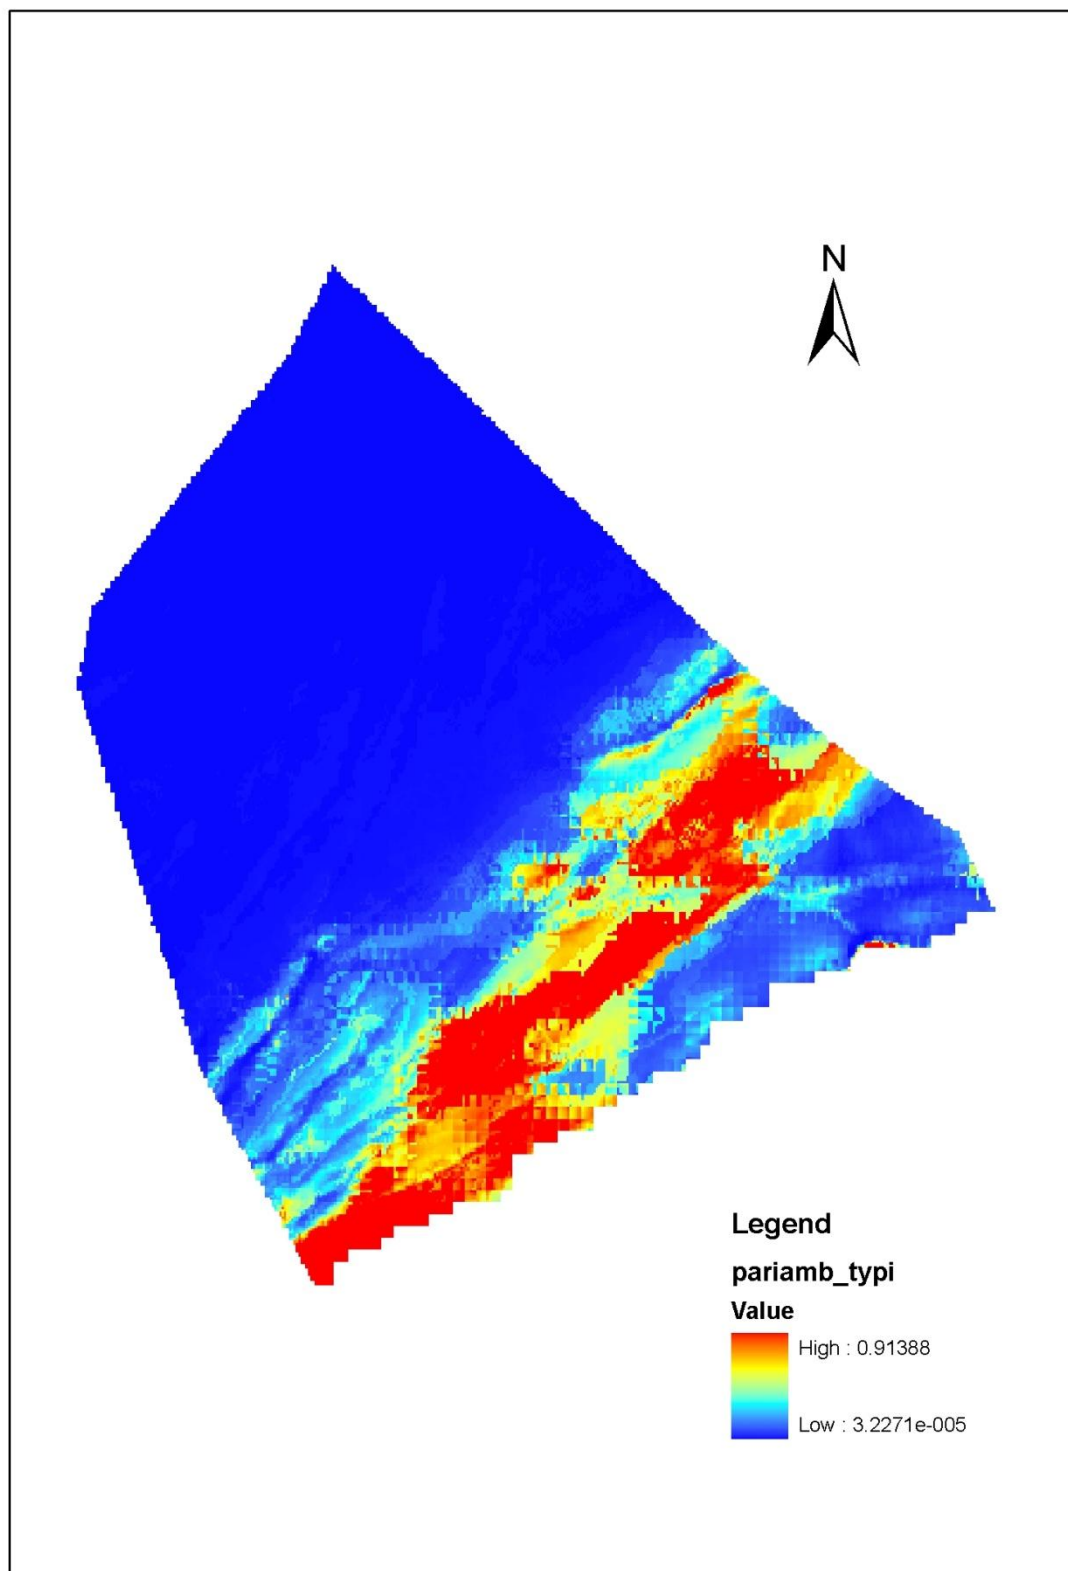 N
Legend
pariamb_typi
Value
High : 0.91388
Low : 3.2271e-005